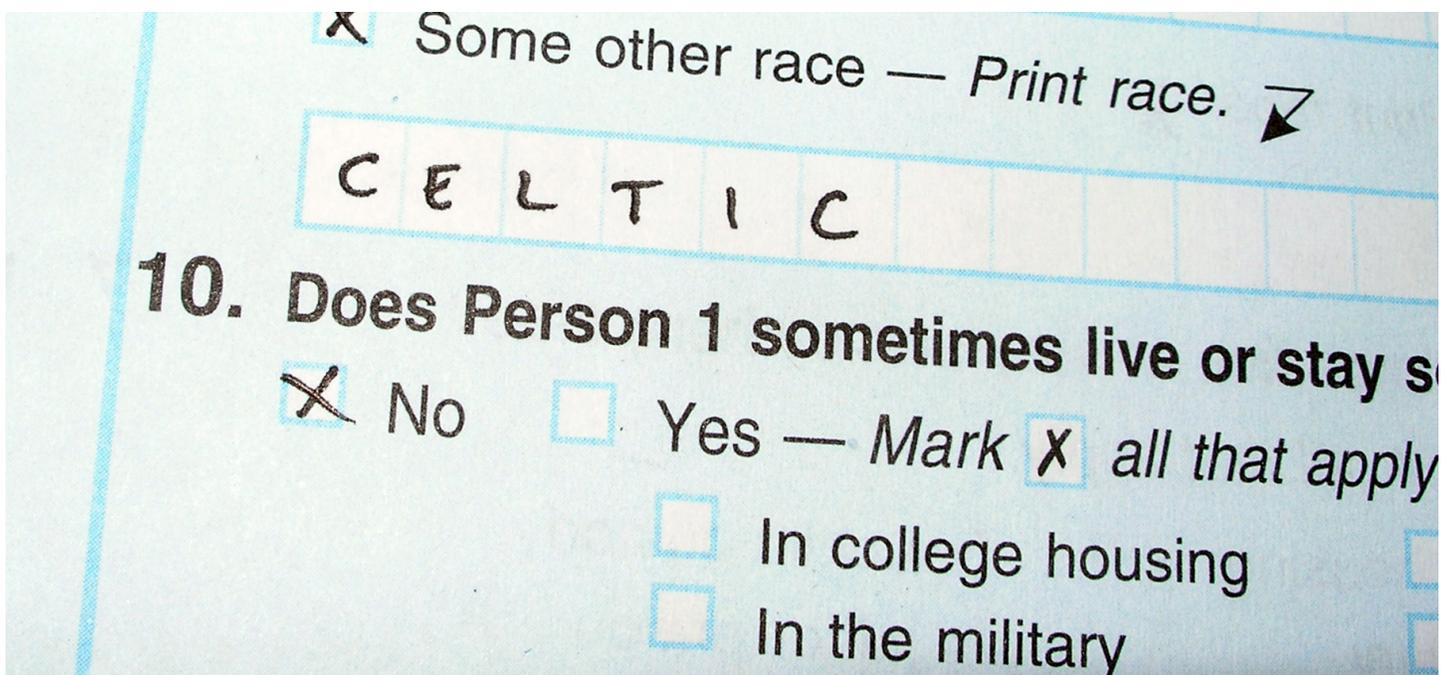 Some other race — Print race.
CELTIC
10. Does Person 1 sometimes live or stay
No Yes — Mark X all that apply
In college housing
In the military